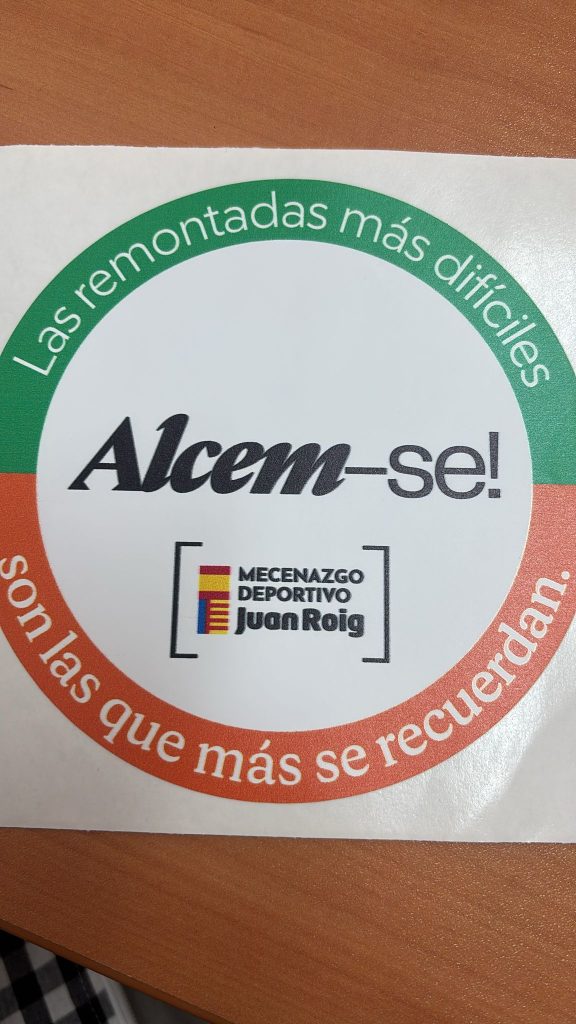 Las remontadas más difíciles
Alcem-se!
MECENAZGO
DEPORTIVO
Juan Roig
son las que más se recuerdan.